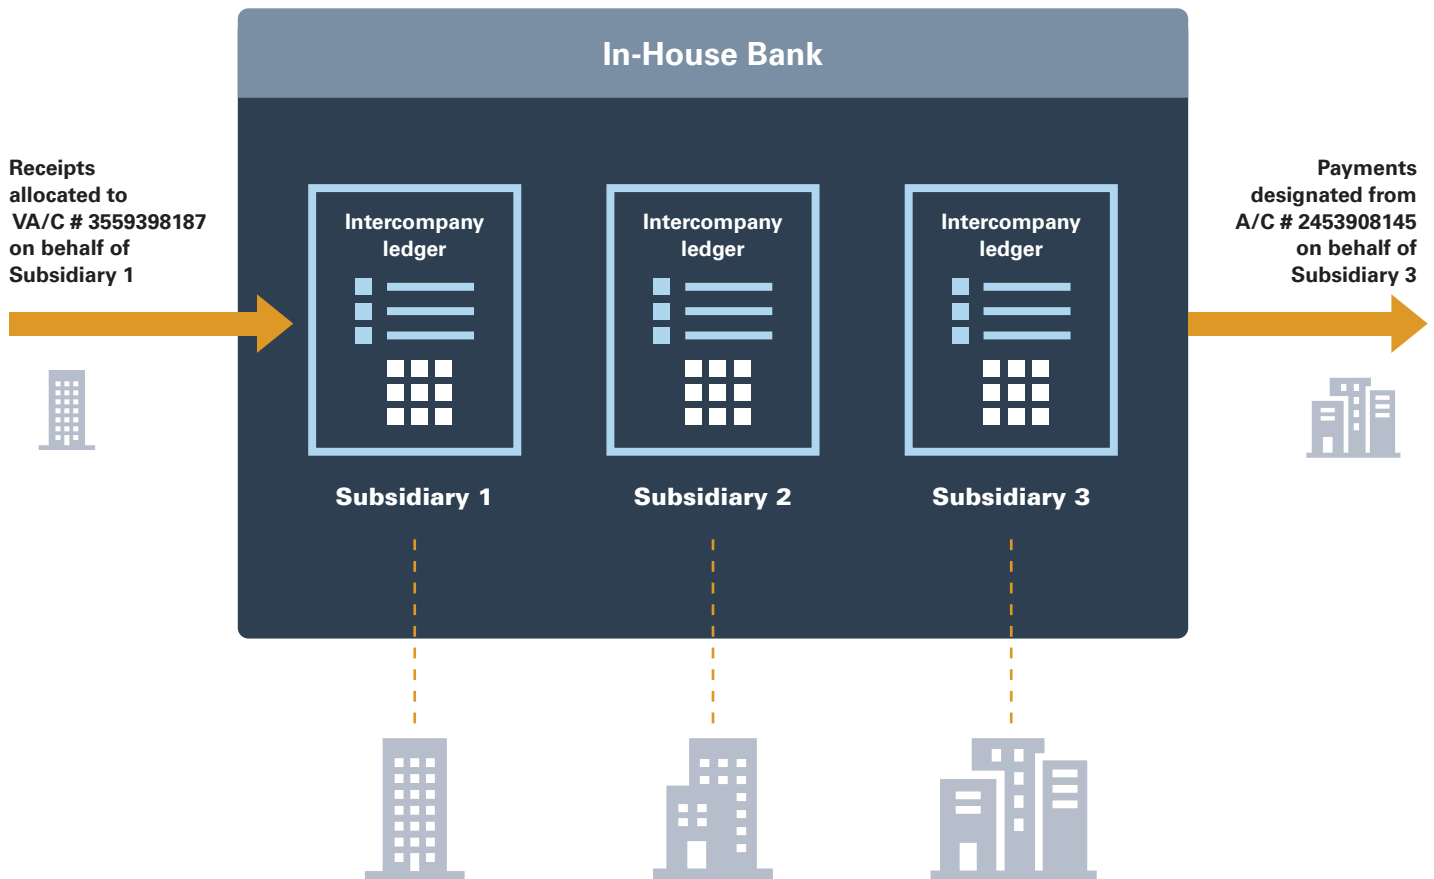 In-House Bank
Receipts
allocated to
VA/C # 3559398187
on behalf of
Subsidiary 1
Intercompany
ledger
Subsidiary 1
Intercompany
ledger
Subsidiary 2
Intercompany
ledger
Subsidiary 3
Payments
designated from
A/C # 2453908145
on behalf of
Subsidiary 3